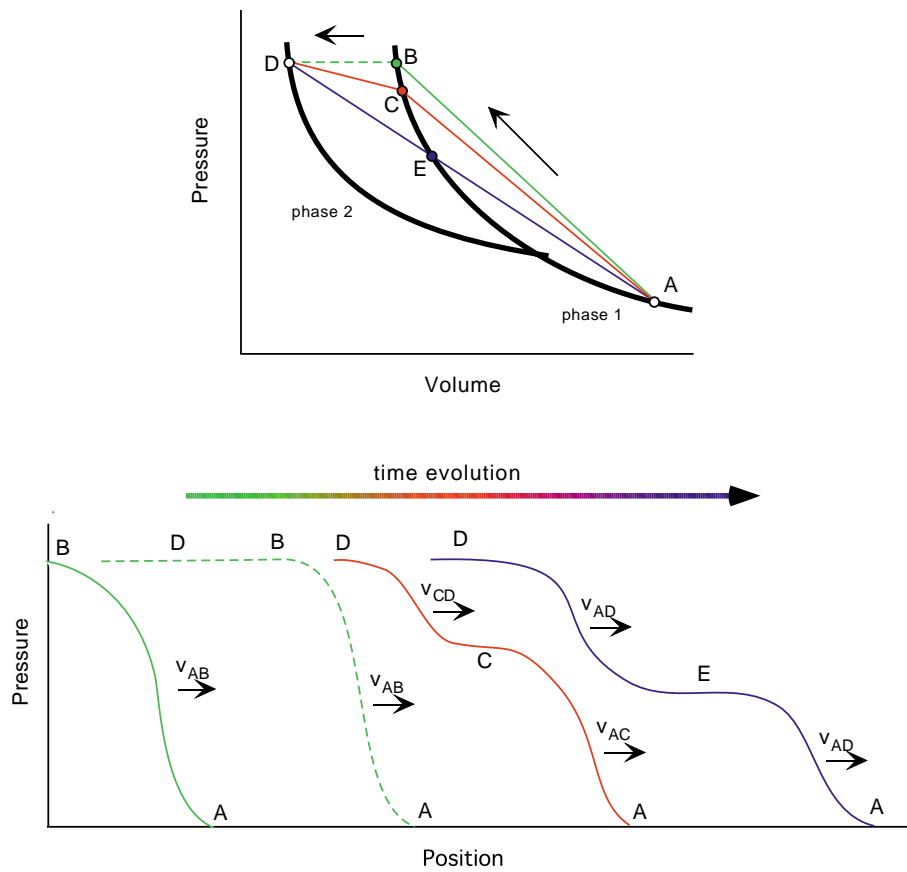 B
D
C
Pressure
E
phase 2
A
phase 1
Volume
time evolution
B D B D D
v_CD v_AD
Pressure
C E
v_AB v_AB
v_AC v_AD
A A A A
Position